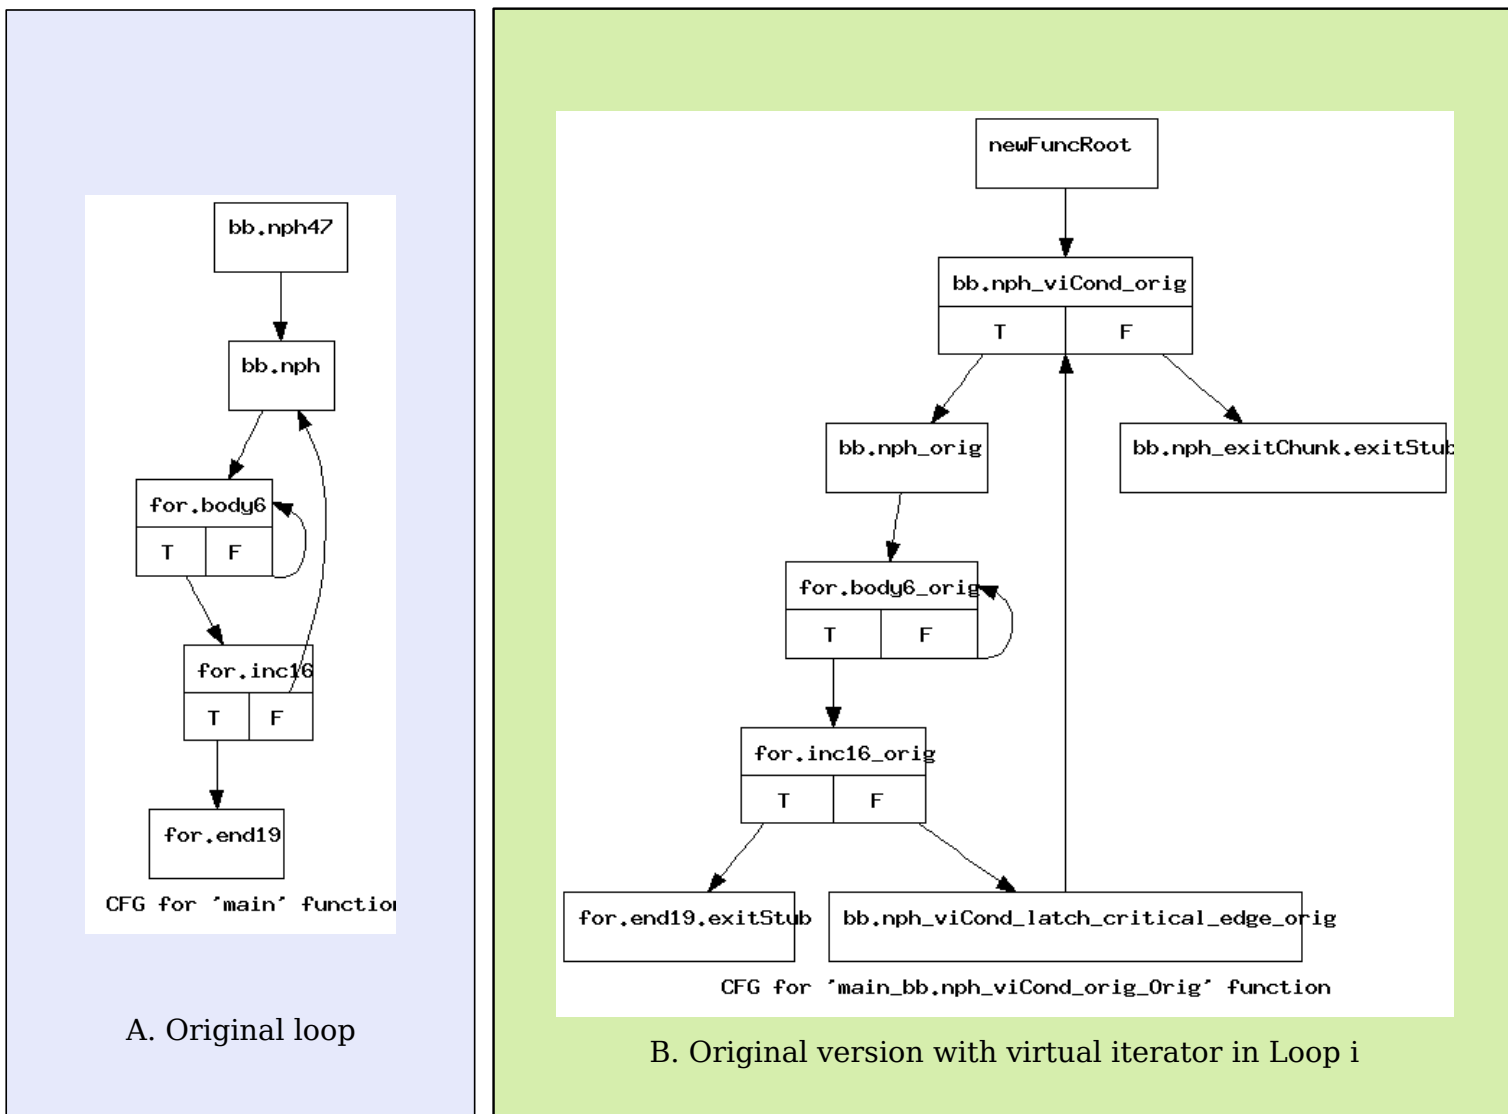 bb.nph47
bb.nph
for.body6
T F
for.inc16
T F
for.end19
CFG for 'main' function
A. Original loop
newFuncRoot
bb.nph_viCond_orig
T F
bb.nph_orig
bb.nph_exitChunk.exitStub
for.body6_orig
T F
for.inc16_orig
T F
for.end19.exitStub
bb.nph_viCond_latch_critical_edge_orig
CFG for 'main_bb.nph_viCond_orig_Orig' function
B. Original version with virtual iterator in Loop i